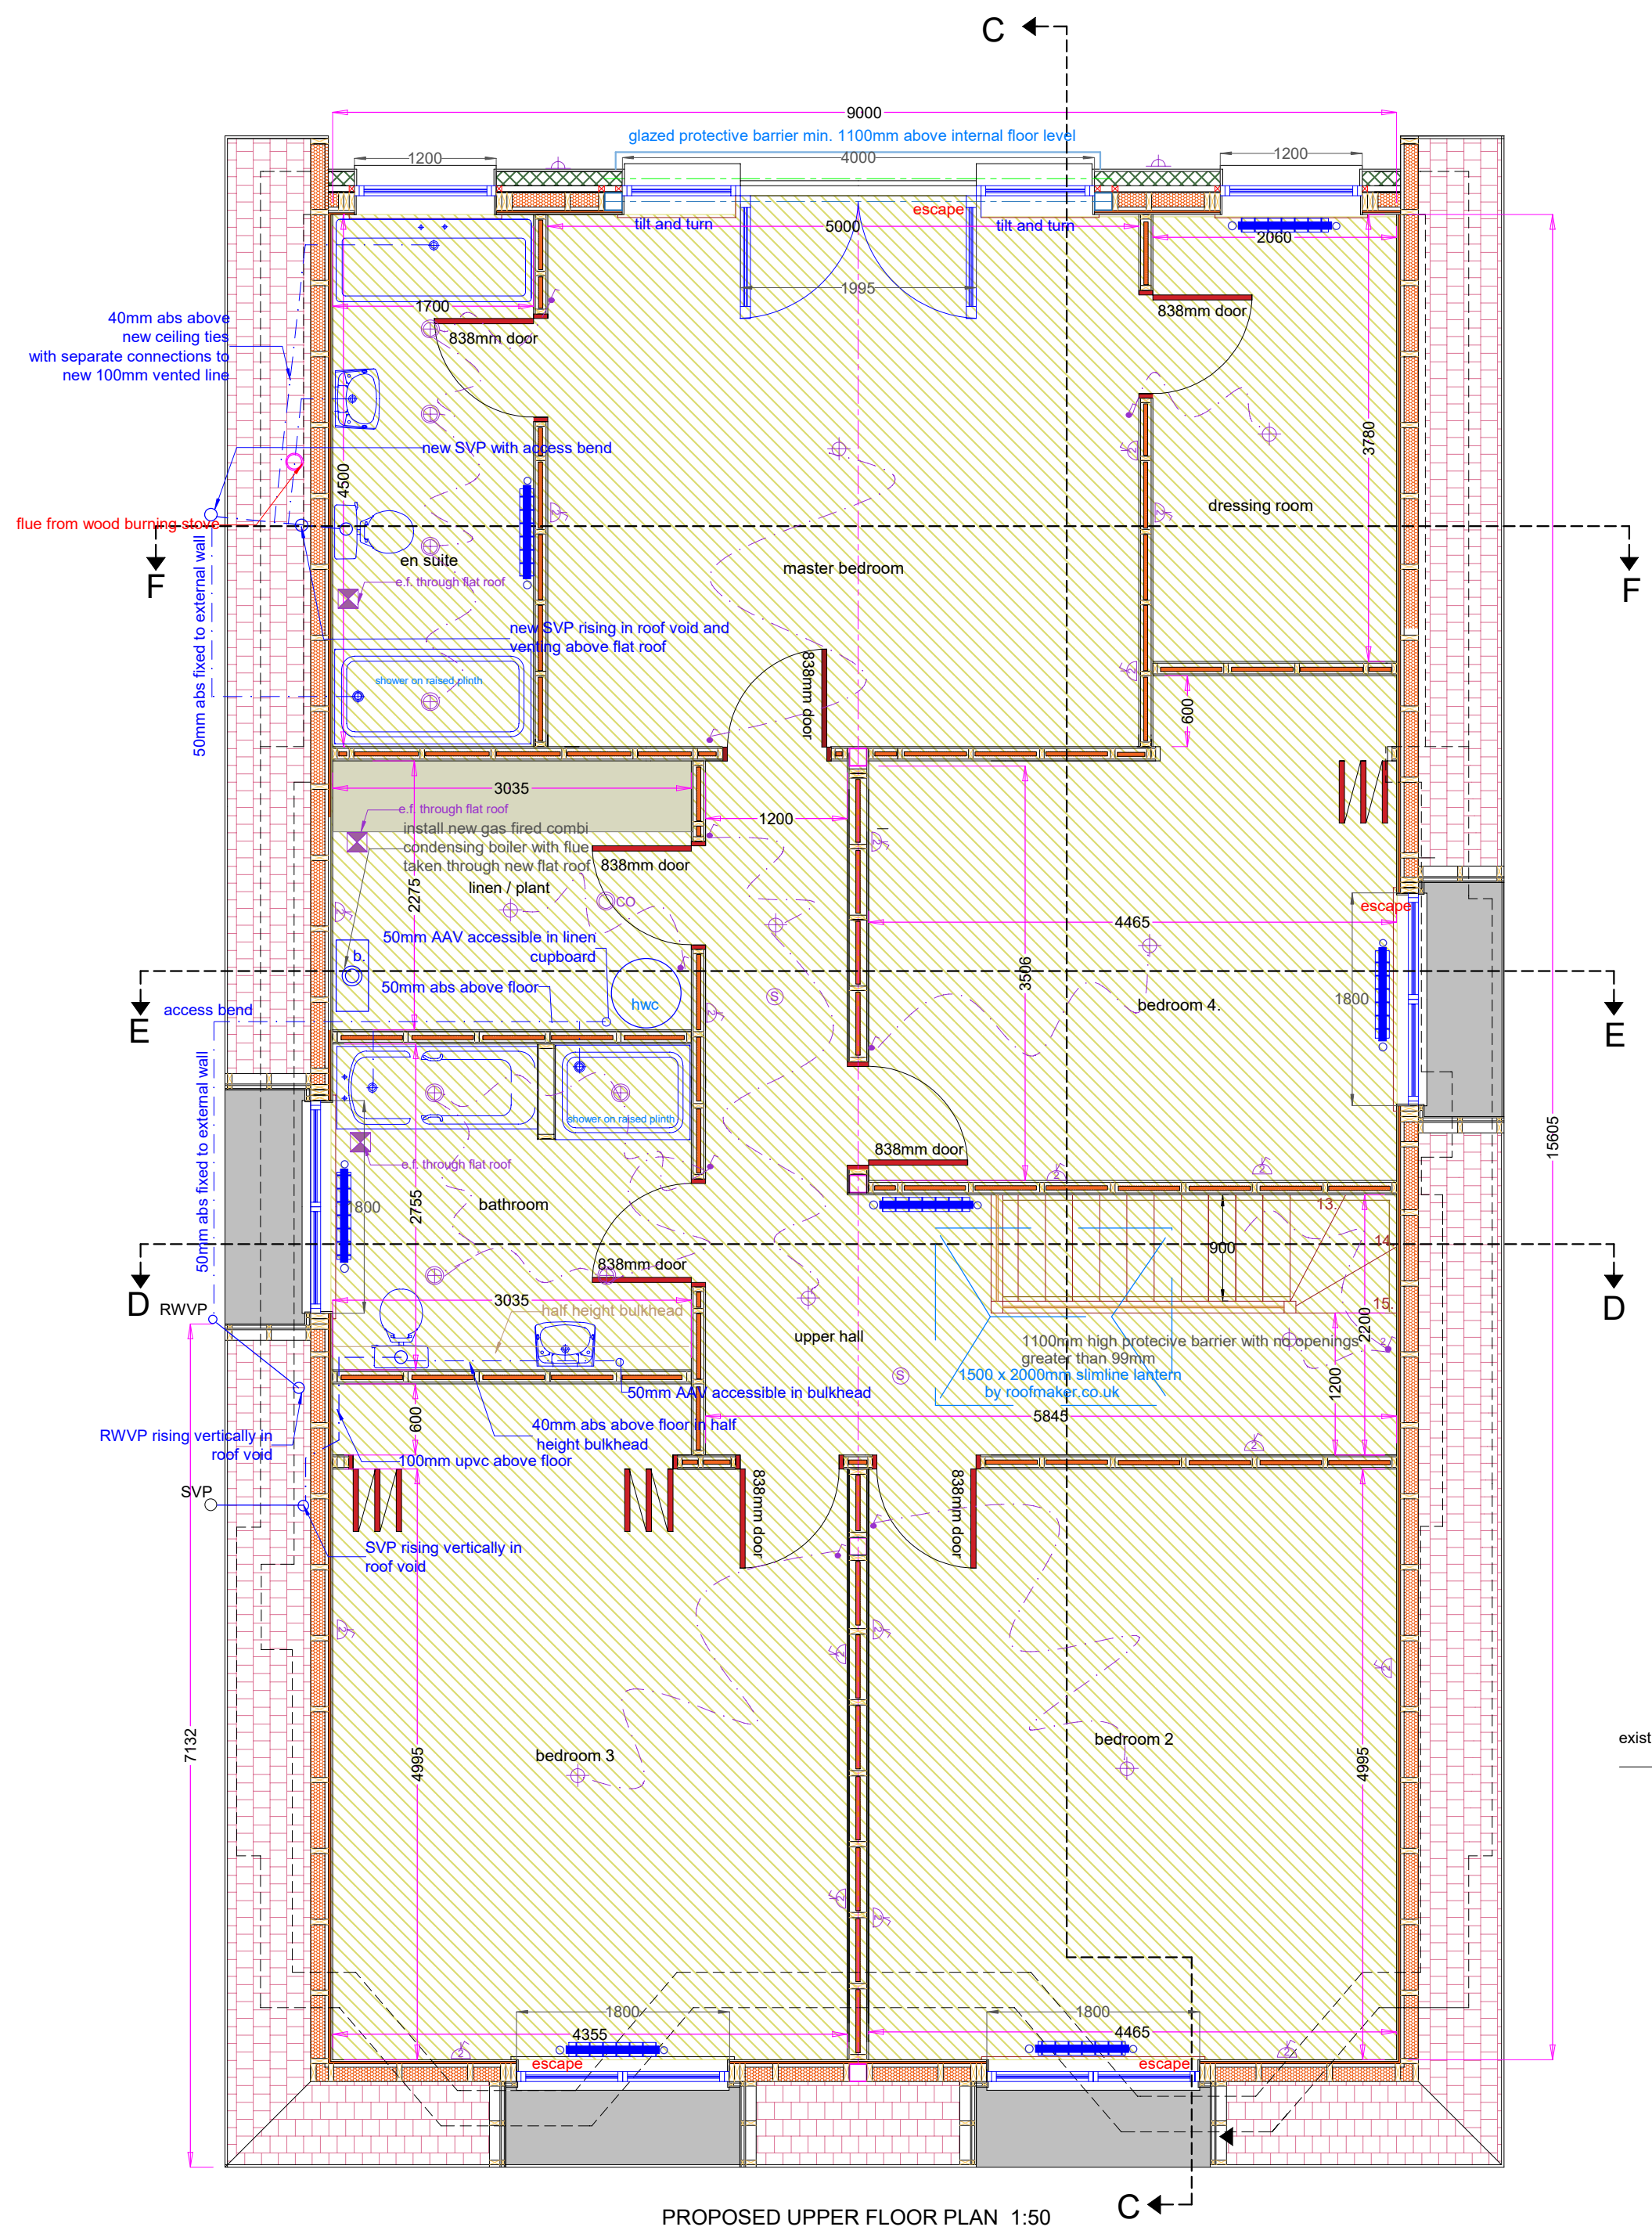 C
9000
glazed protective barrier min. 1100mm above internal floor level
1200
4000
1200
escape
tilt and turn
5000
tilt and turn
2060
1995
1700
838mm door
838mm door
40mm abs above
new ceiling ties
with separate connections to
new 100mm vented line
3780
new SVP with access bend
4500
dressing room
flue from wood burning stove
F
F
en suite
master bedroom
e.f. through flat roof
50mm abs fixed to external wall
new SVP rising in roof void and
venting above flat roof
shower on raised plinth
838mm door
600
3035
e.f. through flat roof
1200
install new gas fired combi
condensing boiler with flue
taken through new flat roof
838mm door
linen / plant
2275
CO
escape
4465
50mm AAV accessible in linen
cupboard
b.
3506
50mm abs above floor
S
hwc
bedroom 4.
1800
E
E
access bend
50mm abs fixed to external wall
shower on raised plinth
15605
838mm door
e.f. through flat roof
bathroom
2755
1800
13.
900
14.
838mm door
D
D
RWVP
3035
half height bulkhead
15.
2200
upper hall
1100mm high protecive barrier with no openings
greater than 99mm
S
1500 x 2000mm slimline lantern
by roofmaker.co.uk
1200
50mm AAV accessible in bulkhead
600
5845
40mm abs above floor in half
height bulkhead
RWVP rising vertically in
roof void
100mm upvc above floor
SVP
838mm door
838mm door
SVP rising vertically in
roof void
7132
4995
bedroom 3
bedroom 2
4995
exist
1800
1800
4355
4465
escape
escape
C
PROPOSED UPPER FLOOR PLAN 1:50